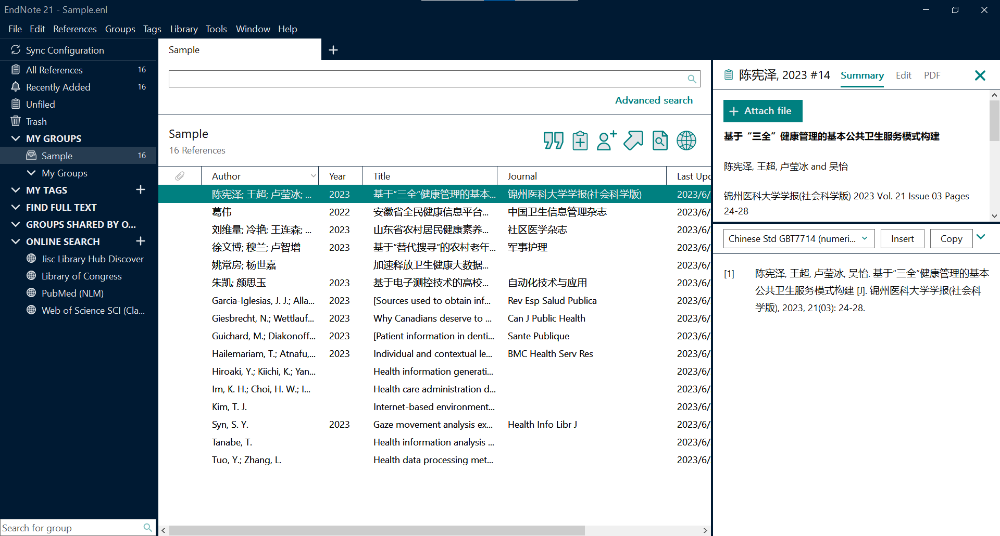 EndNote 21 - Sample.enl
File Edit References Groups Tags Library Tools Window Help
Sync Configuration
All References 16
Recently Added 16
Unfiled
Trash
MY GROUPS
Sample 16
My Groups
MY TAGS
FIND FULL TEXT
GROUPS SHARED BY O...
ONLINE SEARCH
Jisc Library Hub Discover
Library of Congress
PubMed (NLM)
Web of Science SCI (Cla...
Search for group
Sample
Advanced search
Sample
16 References
Author Year Title Journal Last Upd
陈宪泽; 王超; 卢莹冰; ... 2023 基于“三全”健康管理的基本... 锦州医科大学学报(社会科学版) 2023/6/
葛伟 2022 安徽省全民健康信息平台... 中国卫生信息管理杂志 2023/6/
刘维量; 冷艳; 王连森; ... 2023 山东省农村居民健康素养... 社区医学杂志 2023/6/
徐文博; 穆兰; 卢智增 2023 基于“替代搜寻”的农村老年... 军事护理 2023/6/
姚常房; 杨世嘉 加速释放卫生健康大数据... 2023/6/
朱凯; 颜思玉 2023 基于电子测控技术的高校... 自动化技术与应用 2023/6/
Garcia-Iglesias, J. J.; Alla... 2023 [Sources used to obtain inf... Rev Esp Salud Publica 2023/6/
Giesbrecht, N.; Wettlauf... 2023 Why Canadians deserve to ... Can J Public Health 2023/6/
Guichard, M.; Diakonoff... 2023 [Patient information in denti... Sante Publique 2023/6/
Hailemariam, T.; Atnafu,... 2023 Individual and contextual le... BMC Health Serv Res 2023/6/
Hiroaki, Y.; Kiichi, K.; Yan... Health information generati... 2023/6/
Im, K. H.; Choi, H. W.; I... Health care administration d... 2023/6/
Kim, T. J. Internet-based environment... 2023/6/
Syn, S. Y. 2023 Gaze movement analysis ex... Health Info Libr J 2023/6/
Tanabe, T. Health information analysis ... 2023/6/
Tuo, Y.; Zhang, L. Health data processing met... 2023/6/
陈宪泽, 2023 #14 Summary Edit PDF
+ Attach file
基于“三全”健康管理的基本公共卫生服务模式构建
陈宪泽, 王超, 卢莹冰 and 吴怡
锦州医科大学学报(社会科学版) 2023 Vol. 21 Issue 03 Pages
24-28
Chinese Std GBT7714 (numeri... Insert Copy
[1] 陈宪泽, 王超, 卢莹冰, 吴怡. 基于“三全”健康管理的基本
公共卫生服务模式构建 [J]. 锦州医科大学学报(社会科
学版), 2023, 21(03): 24-28.